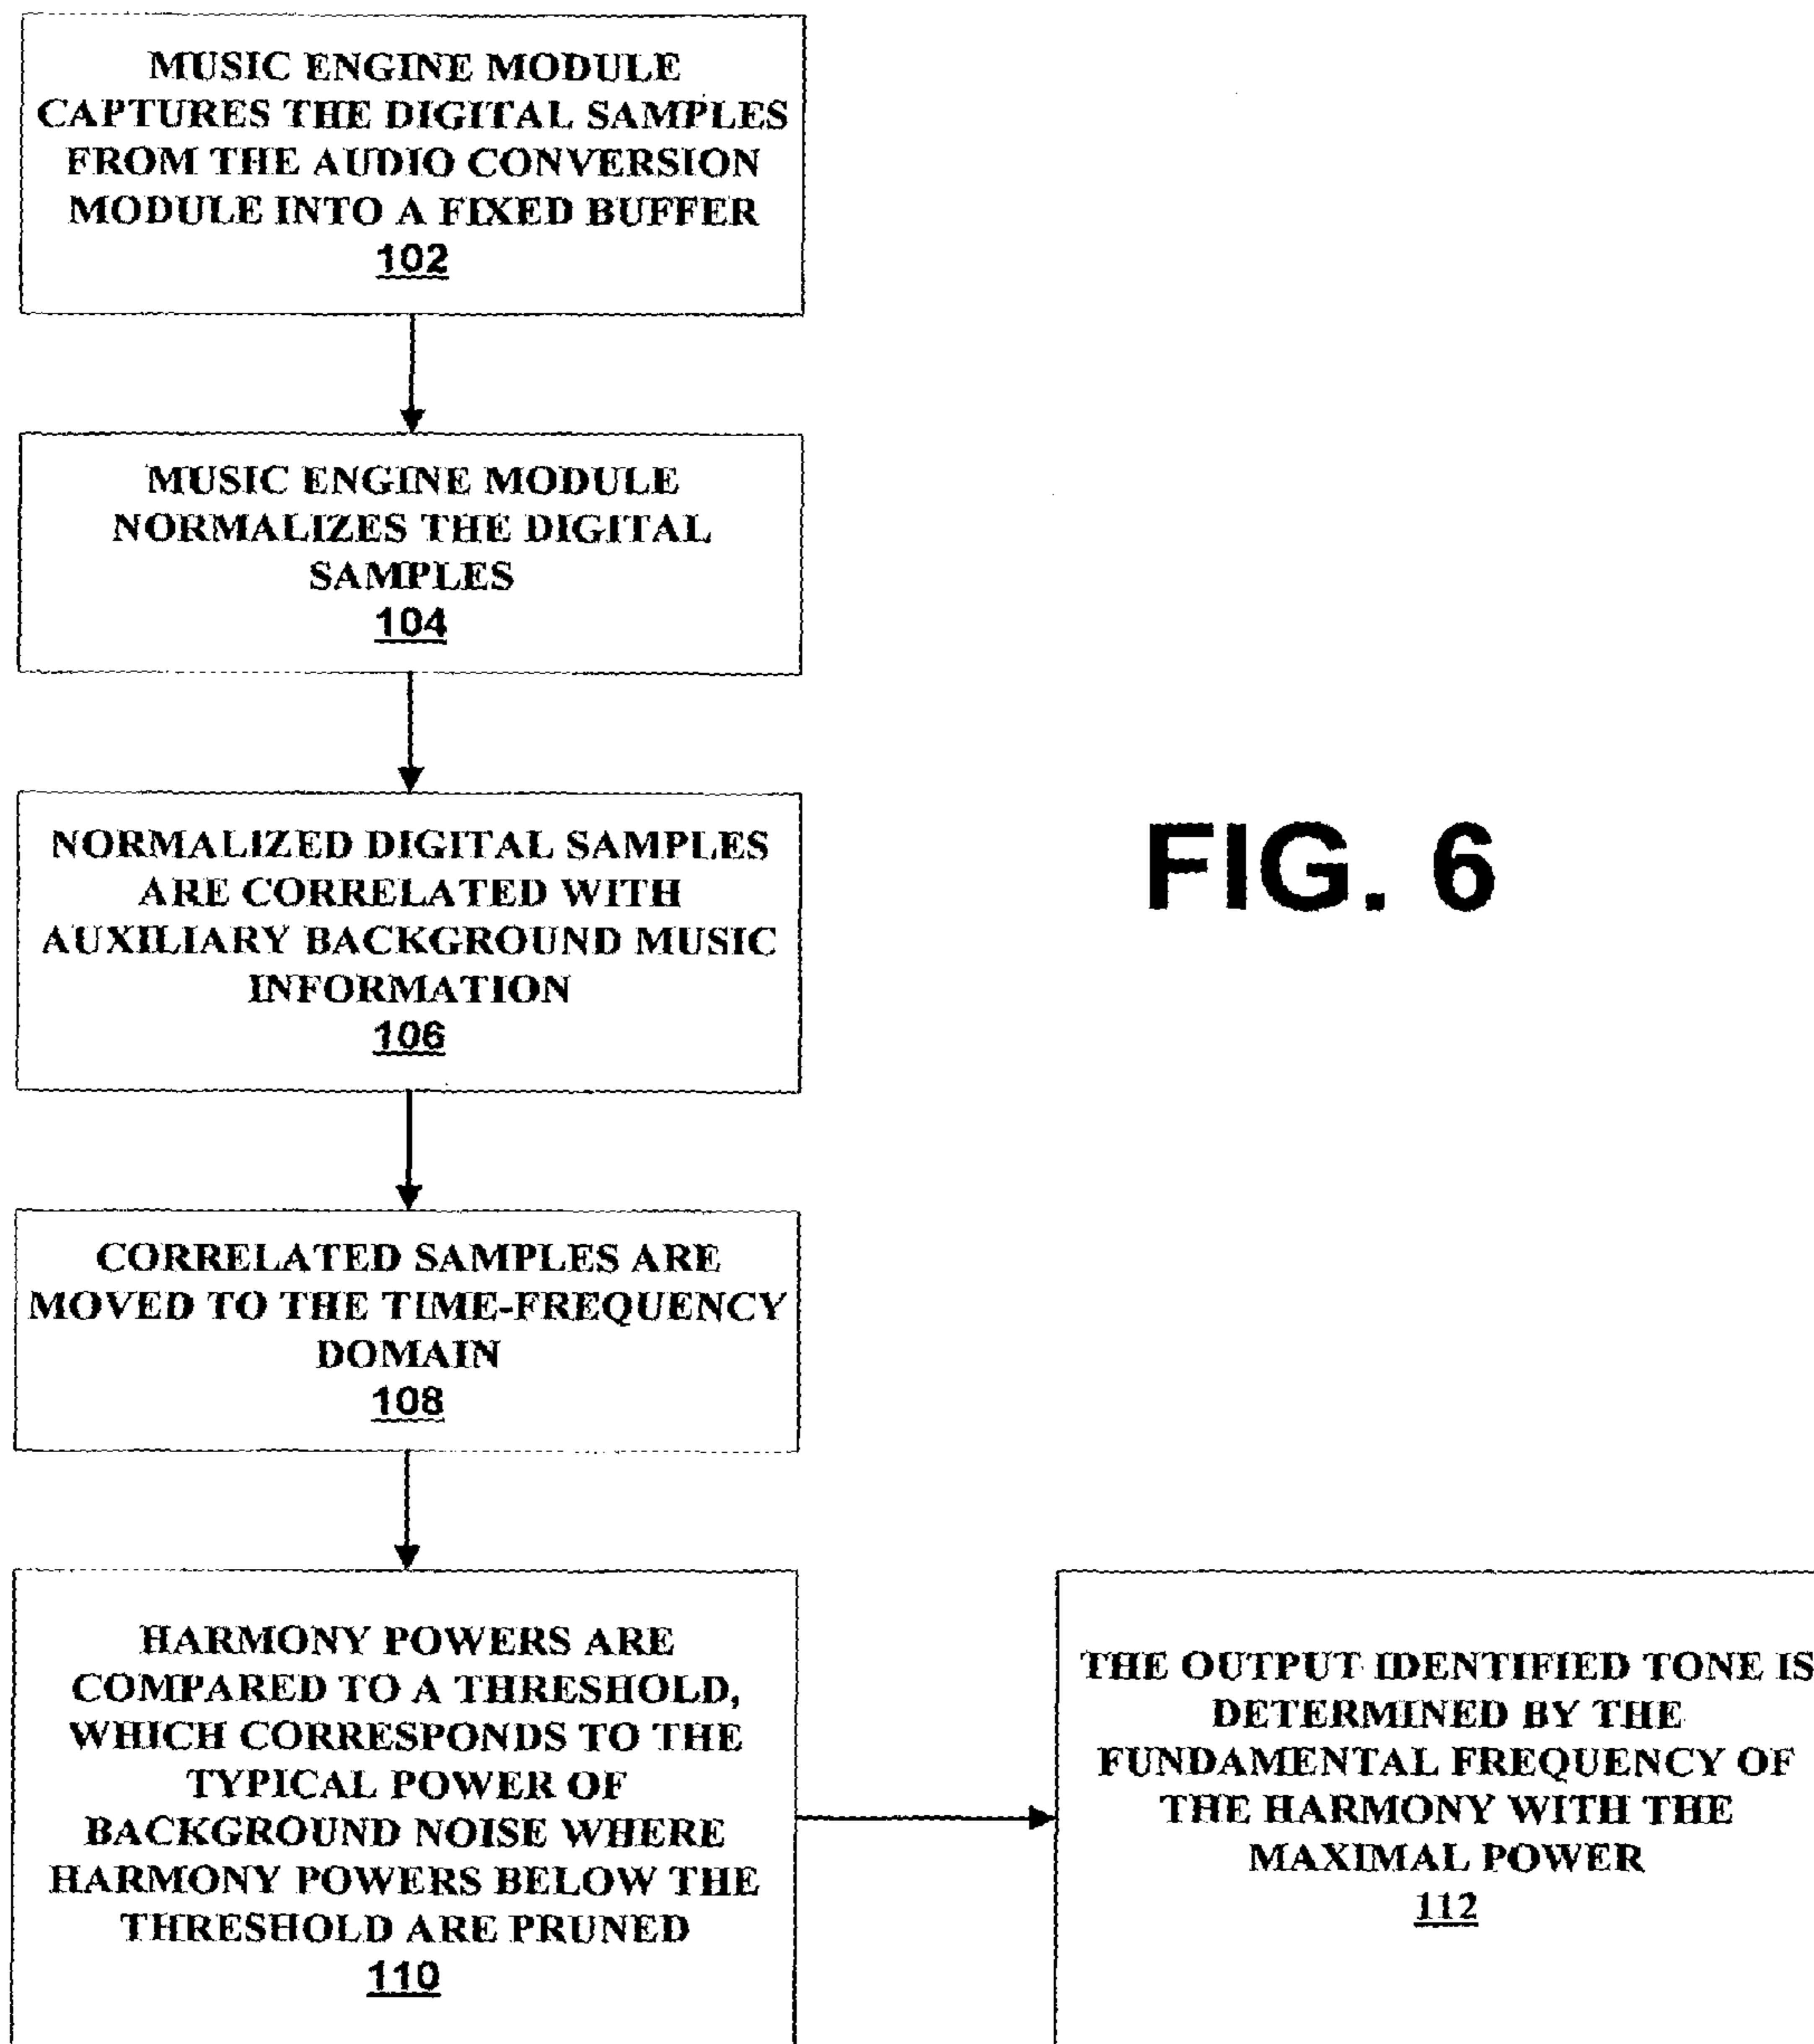 MUSIC ENGINE MODULE
CAPTURES THE DIGITAL SAMPLES
FROM THE AUDIO CONVERSION
MODULE INTO A FIXED BUFFER
102
MUSIC ENGINE MODULE
NORMALIZES THE DIGITAL
SAMPLES
104
NORMALIZED DIGITAL SAMPLES
ARE CORRELATED WITH
AUXILIARY BACKGROUND MUSIC
INFORMATION
106
FIG. 6
CORRELATED SAMPLES ARE
MOVED TO THE TIME-FREQUENCY
DOMAIN
108
HARMONY POWERS ARE
COMPARED TO A THRESHOLD,
WHICH CORRESPONDS TO THE
TYPICAL POWER OF
BACKGROUND NOISE WHERE
HARMONY POWERS BELOW THE
THRESHOLD ARE PRUNED
110
THE OUTPUT IDENTIFIED TONE IS
DETERMINED BY THE
FUNDAMENTAL FREQUENCY OF
THE HARMONY WITH THE
MAXIMAL POWER
112